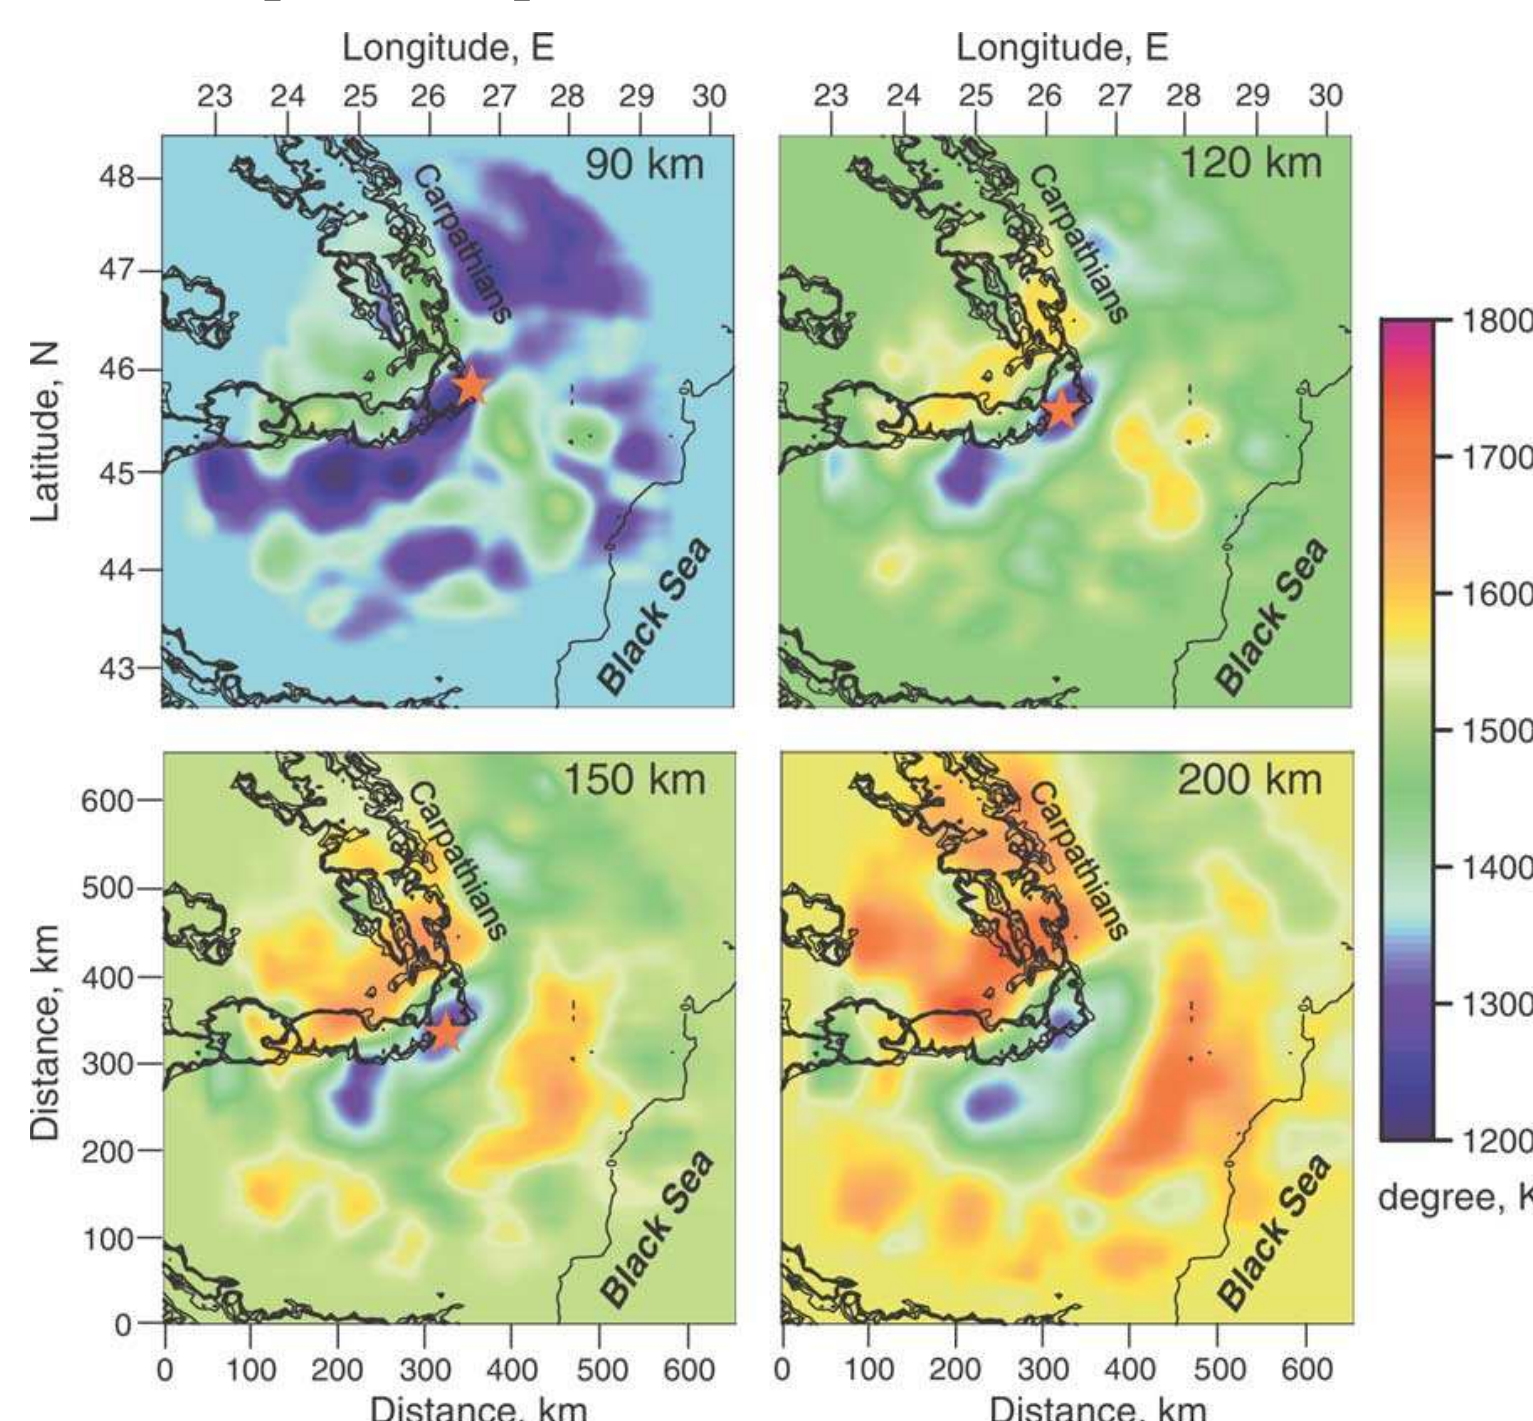 Longitude, E
Longitude, E
23 24 25 26 27 28 29 30
23 24 25 26 27 28 29 30
90 km
120 km
Carpathians
Carpathians
48
47
46
45
44
43
Latitude, N
Black Sea
Black Sea
150 km
200 km
Carpathians
Carpathians
600
500
400
300
200
100
0
Distance, km
Black Sea
Black Sea
0 100 200 300 400 500 600
0 100 200 300 400 500 600
Distance, km
Distance, km
1800
1700
1600
1500
1400
1300
1200
degree, K